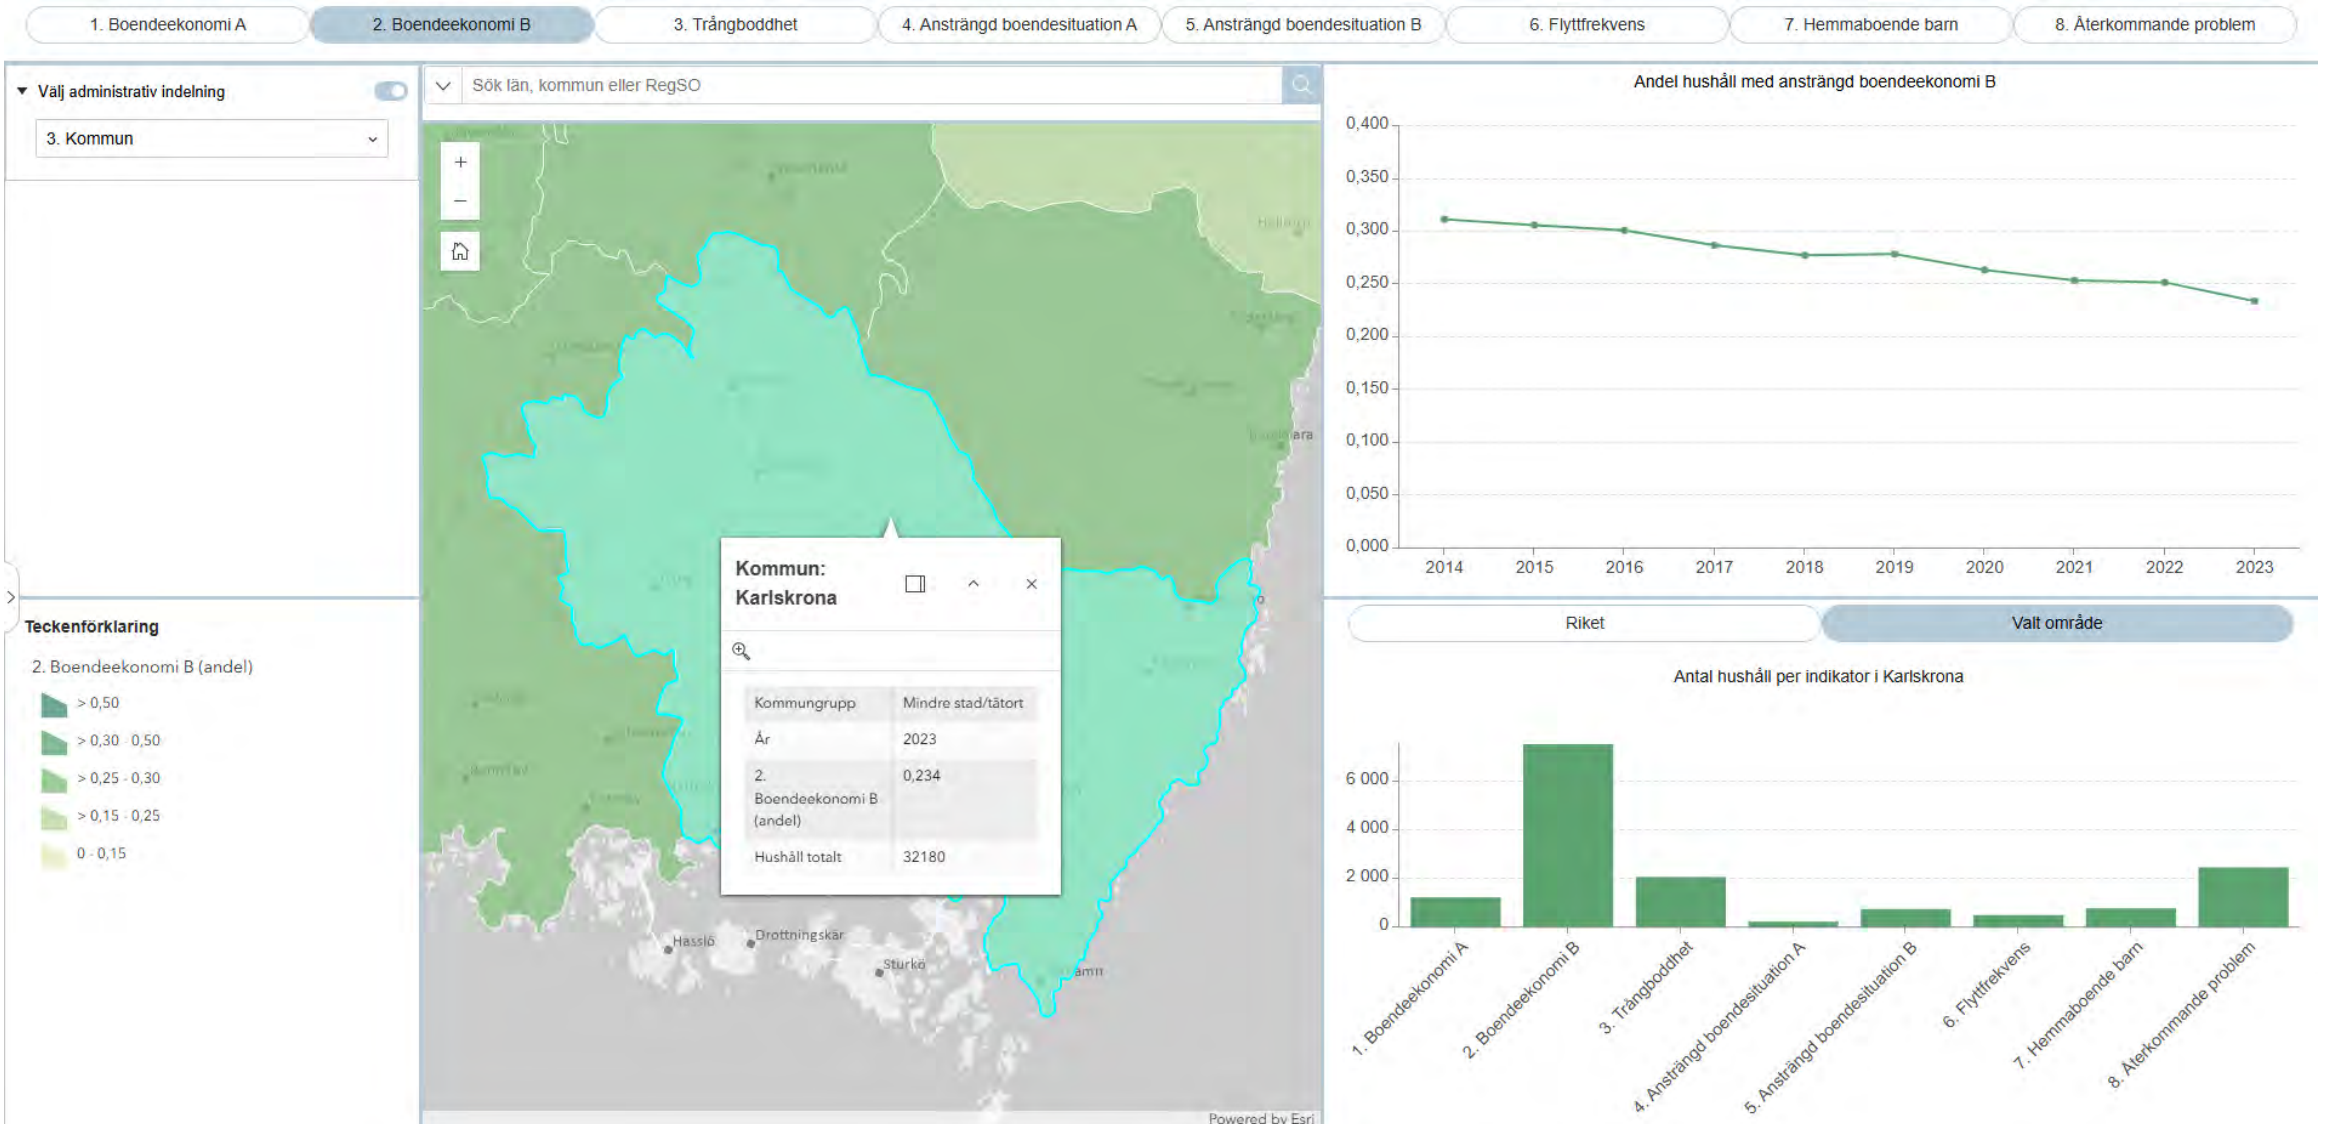 1. Boendeekonomi A
2. Boendeekonomi B
3. Trångboddhet
4. Ansträngd boendesituation A
5. Ansträngd boendesituation B
6. Flyttfrekvens
7. Hemmaboende barn
8. Återkommande problem
Välj administrativ indelning
3. Kommun
Teckenförklaring
2. Boendeekonomi B (andel)
> 0,50
> 0,30 - 0,50
> 0,25 - 0,30
> 0,15 - 0,25
0 - 0,15
Sök län, kommun eller RegSO
+
−
Kommun:
Karlskrona
Kommungrupp Mindre stad/tätort
År 2023
2. 0,234
Boendeekonomi B
(andel)
Hushåll totalt 32180
Hasslö
Drottningskär
Sturkö
Powered by Esri
Andel hushåll med ansträngd boendeekonomi B
0,400
0,350
0,300
0,250
0,200
0,150
0,100
0,050
0,000
2014 2015 2016 2017 2018 2019 2020 2021 2022 2023
Riket
Valt område
Antal hushåll per indikator i Karlskrona
6 000
4 000
2 000
0
1. Boendeekonomi A
2. Boendeekonomi B
3. Trångboddhet
4. Ansträngd boendesituation A
5. Ansträngd boendesituation B
6. Flyttfrekvens
7. Hemmaboende barn
8. Återkommande problem